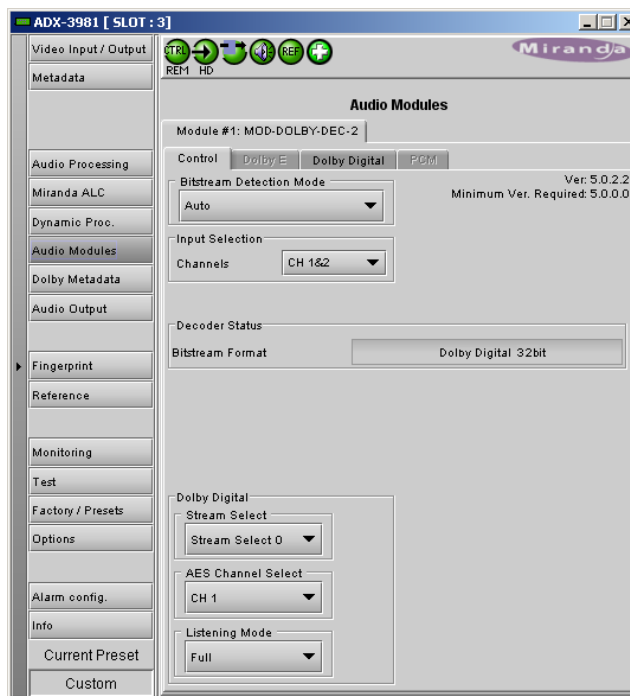 ADX-3981 [ SLOT : 3]
Video Input / Output
Metadata
Audio Processing
Miranda ALC
Dynamic Proc.
Audio Modules
Dolby Metadata
Audio Output
Fingerprint
Reference
Monitoring
Test
Factory / Presets
Options
Alarm config.
Info
Current Preset
Custom
CTRL
REF
REM HD
Miranda
Audio Modules
Module #1: MOD-DOLBY-DEC-2
Control Dolby E Dolby Digital PCM
Ver: 5.0.2.2
Minimum Ver. Required: 5.0.0.0
Bitstream Detection Mode
Auto
Input Selection
Channels CH 1&2
Decoder Status
Bitstream Format Dolby Digital 32bit
Dolby Digital
Stream Select
Stream Select 0
AES Channel Select
CH 1
Listening Mode
Full